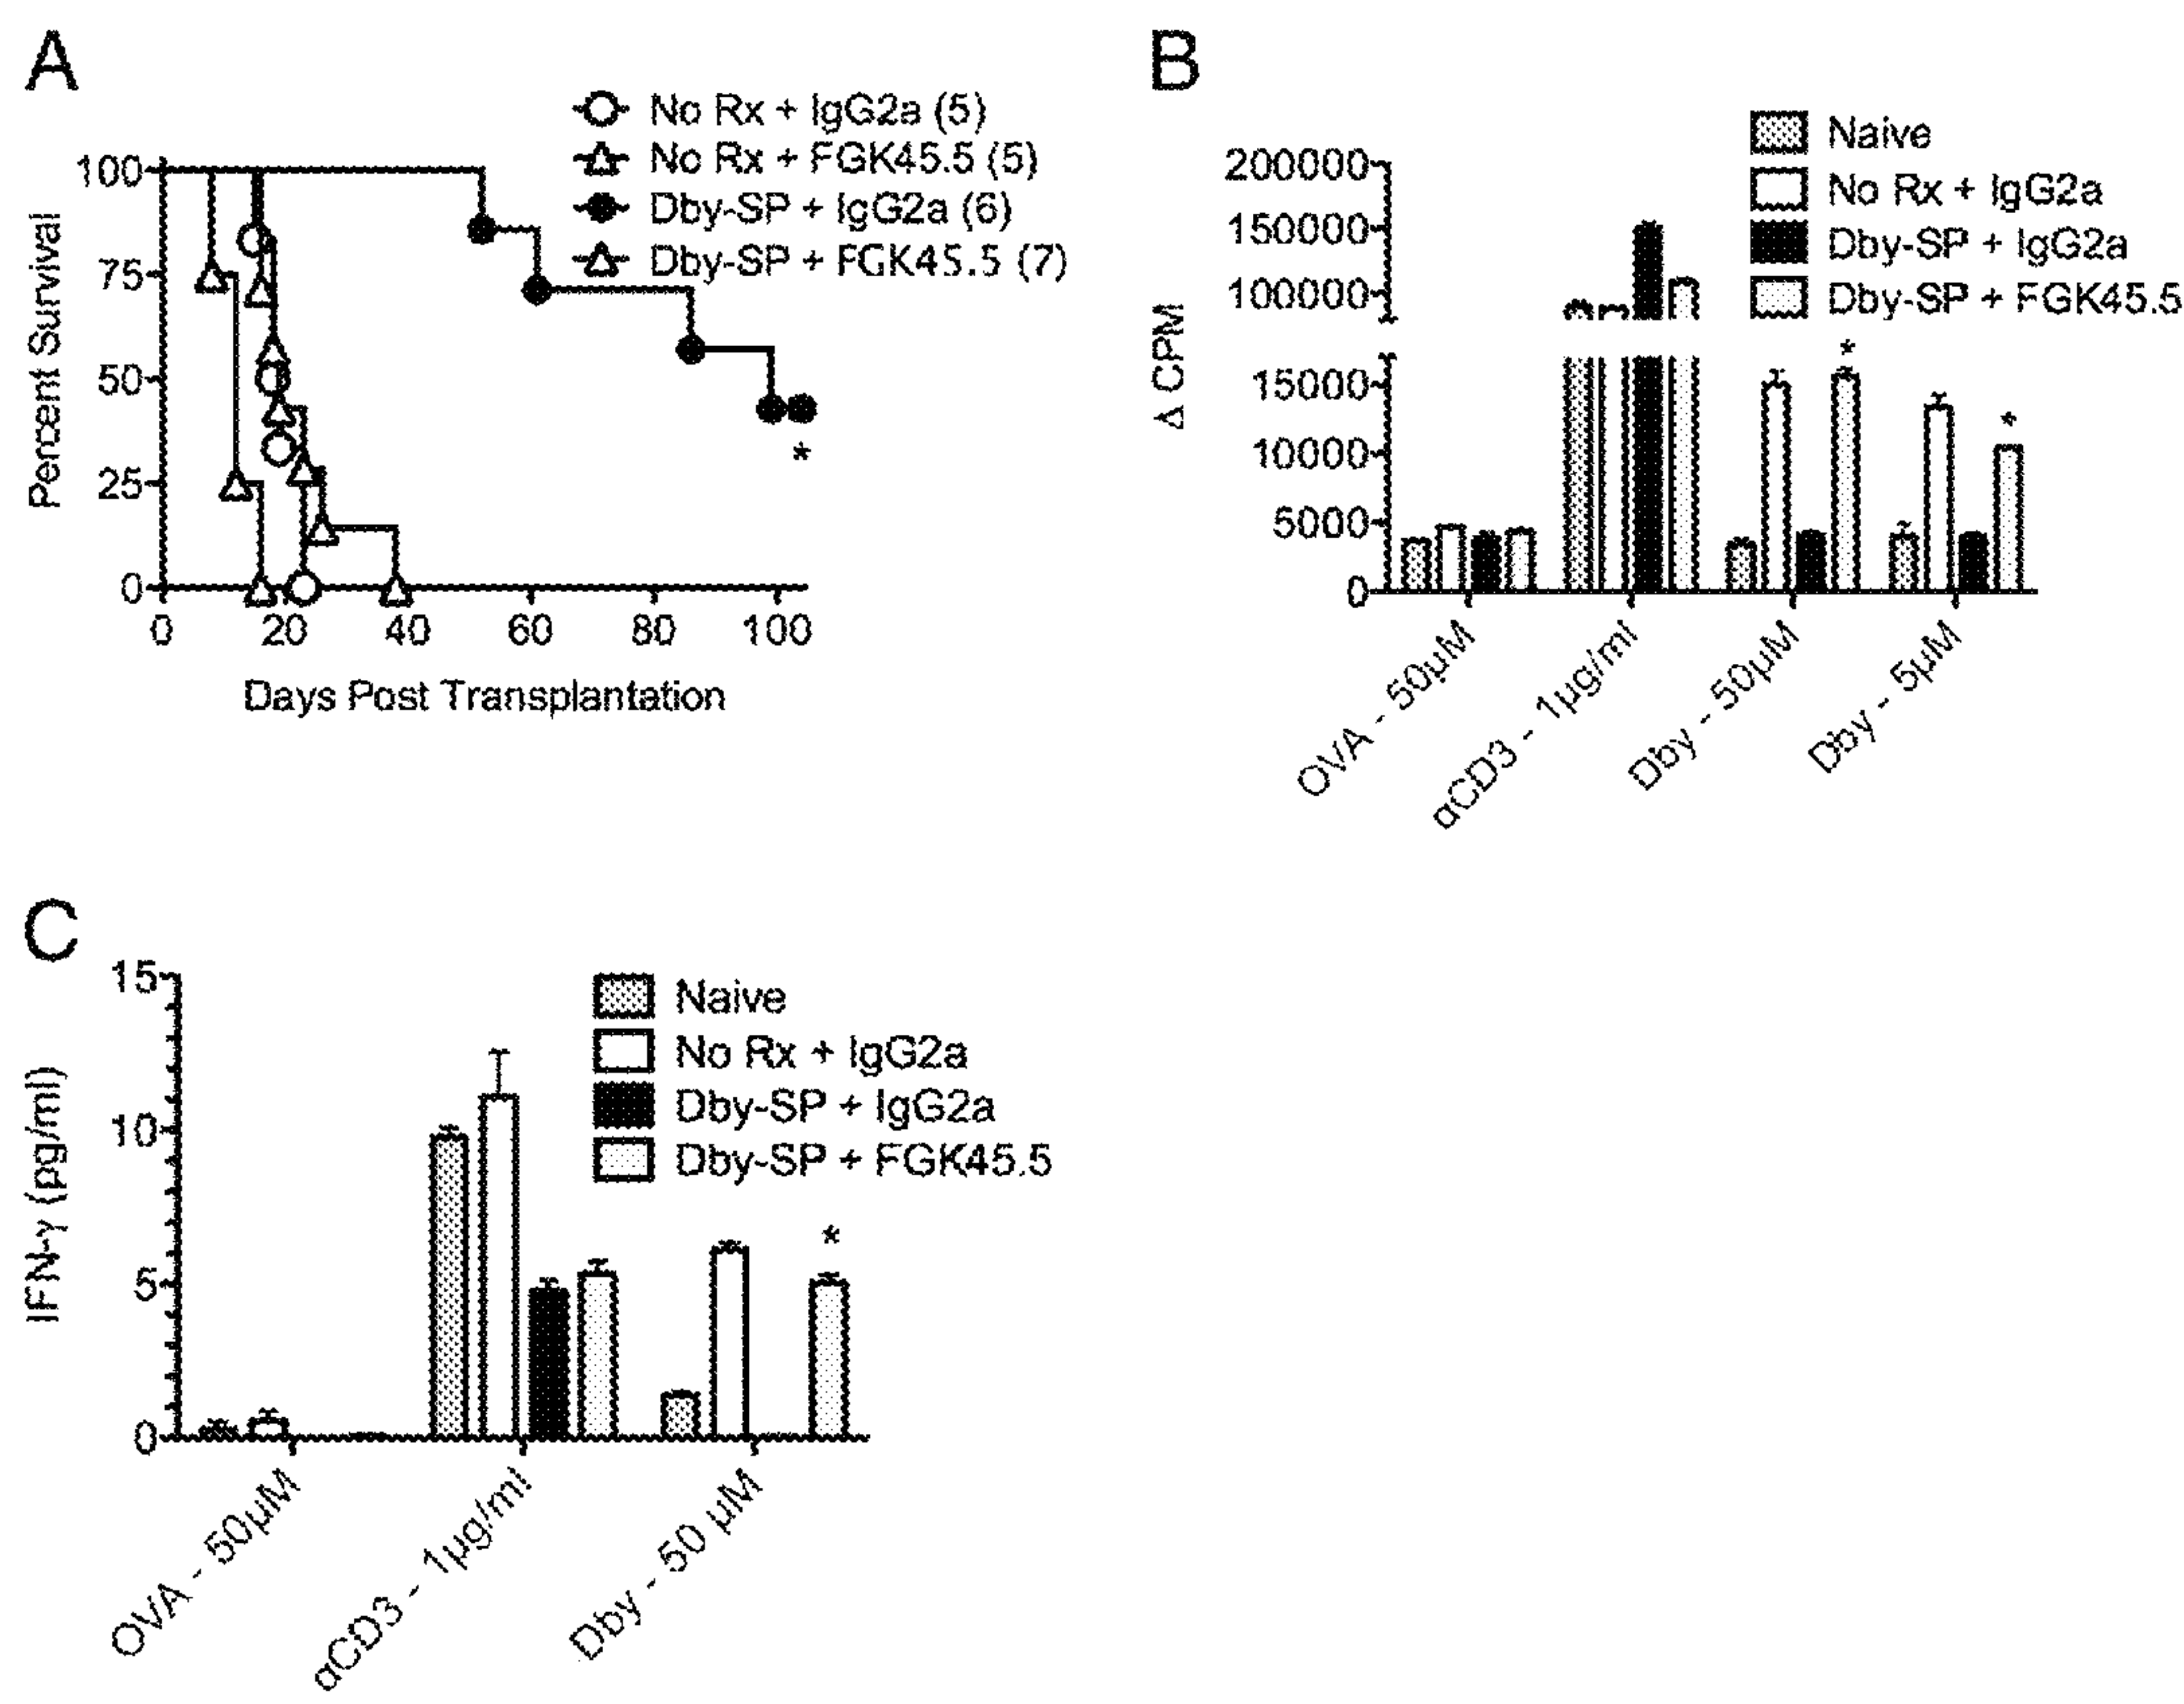 A
No Rx + IgG2a (5)
No Rx + FGK45.5 (5)
Dby-SP + IgG2a (6)
Dby-SP + FGK45.5 (7)
Percent Survival
100
75
50
25
0
0 20 40 60 80 100
Days Post Transplantation
*
B
Naive
No Rx + IgG2a
Dby-SP + IgG2a
Dby-SP + FGK45.5
Δ CPM
200000
150000
100000
15000
10000
5000
0
* *
OVA - 50µM
αCD3 - 1µg/ml
Dby - 50µM
Dby - 5µM
C
Naive
No Rx + IgG2a
Dby-SP + IgG2a
Dby-SP + FGK45.5
IFN-γ (pg/ml)
15
10
5
0
*
OVA - 50µM
αCD3 - 1µg/ml
Dby - 50 µM